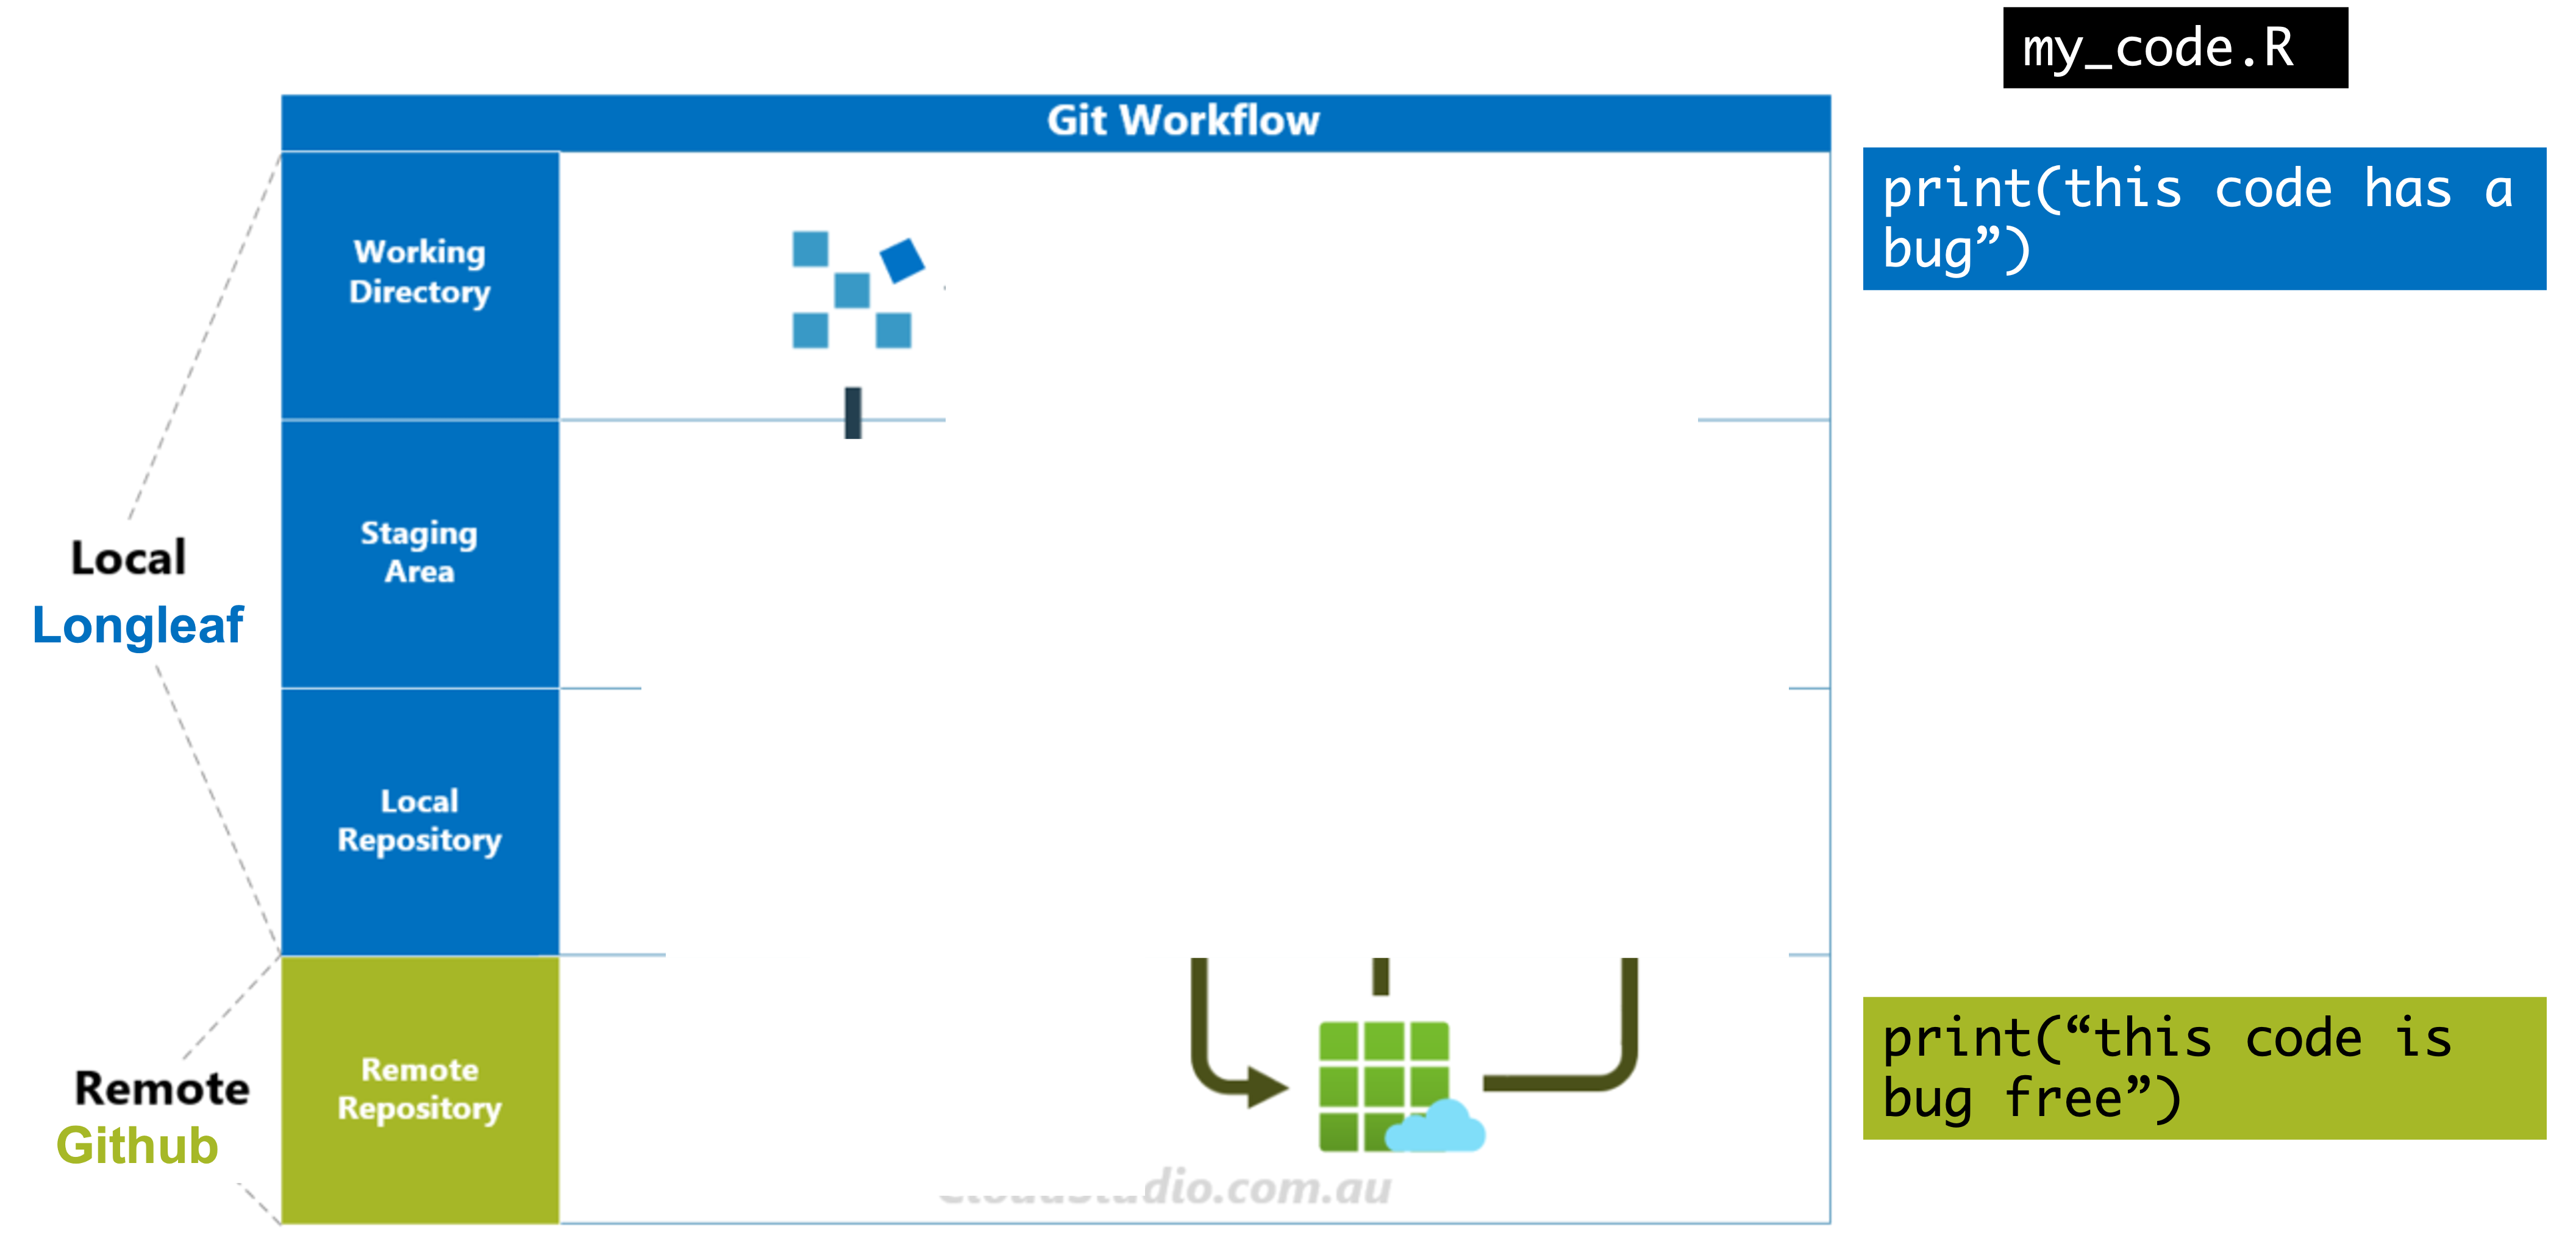 my_code.R
Git Workflow
print(this code has a
bug”)
Working
Directory
Staging
Area
Local
Longleaf
Local
Repository
print(“this code is
bug free”)
Remote
Repository
Remote
Github
dio.com.au